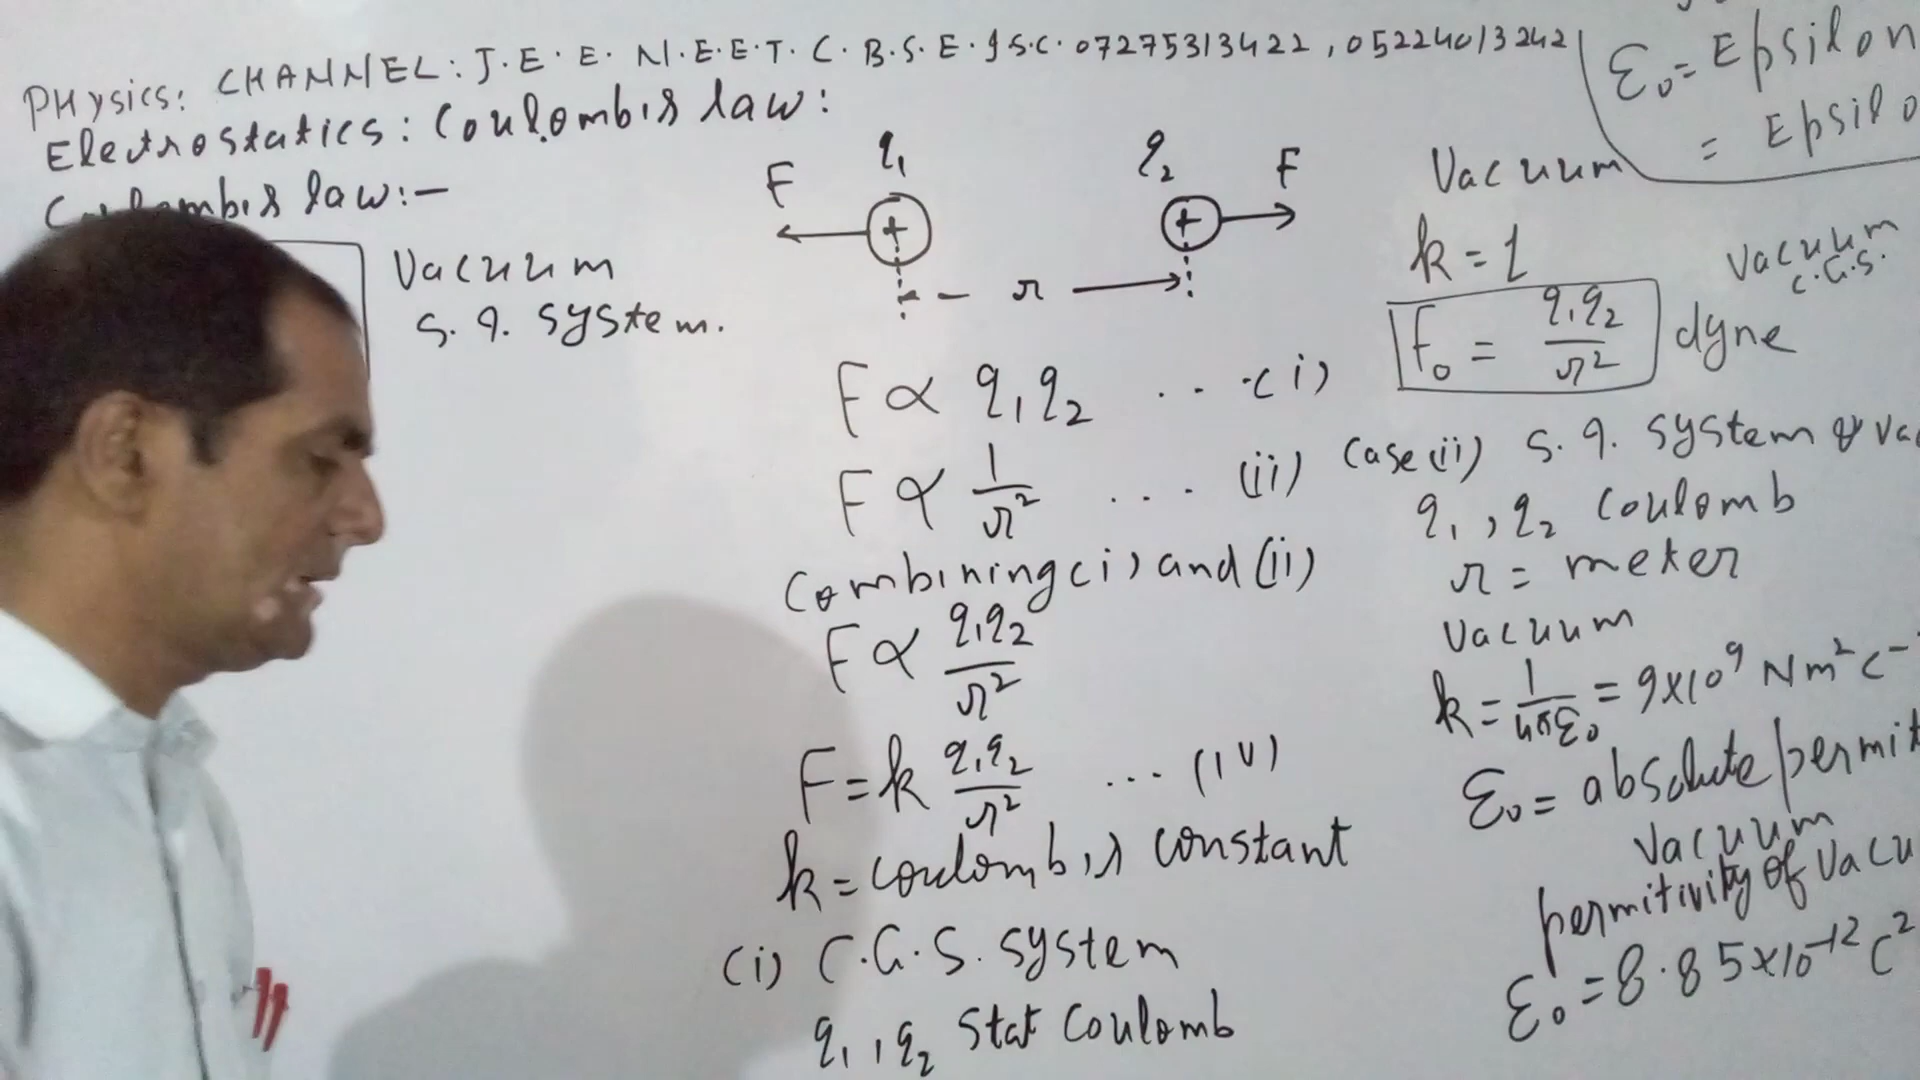 PHysics: CHANNEL: J.E.E. N.E.E.T. C.B.S.E. I.S.C. 07275313422, 05224013242
Electrostatics: Coulomb's law:
Coulomb's law:-
Vacuum
S.I. System.
F q₁ q₂ F
+ +
r
F ∝ q₁q₂ ... (i)
F ∝ 1/r² ... (ii)
Combining (i) and (ii)
F ∝ q₁q₂/r²
F = k q₁q₂/r² ... (iv)
k = coulomb's constant
(i) C.G.S. System
q₁, q₂ Stat Coulomb
ε₀ = Epsilon
= Epsilo
Vacuum
k = 1
F₀ = q₁q₂/r² dyne
Vacuum
C.G.S.
Case (ii) S.I. System & Va
q₁, q₂ Coulomb
r = meter
Vacuum
k = 1/4πε₀ = 9×10⁹ Nm²C⁻
ε₀ = absolute permit
Vacuum
permitivity of Vacu
ε₀ = 8.85×10⁻¹² C²